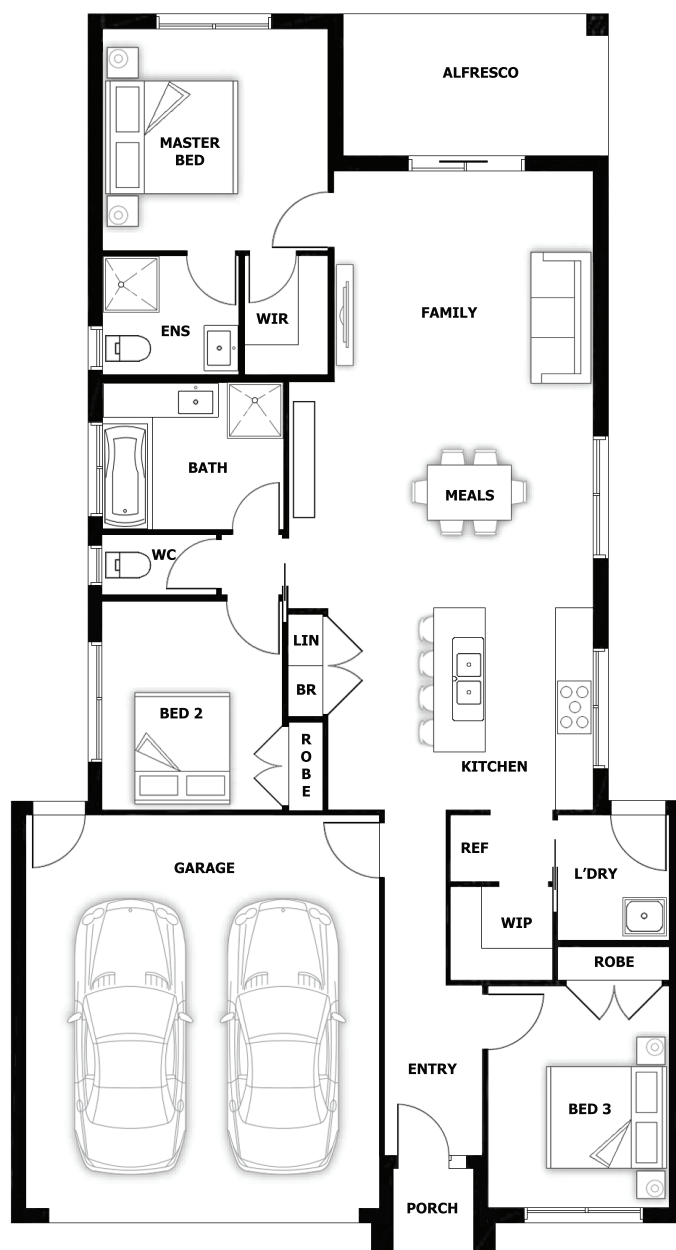 ALFRESCO
MASTER
BED
FAMILY
WIR
ENS
BATH
MEALS
WC
LIN
BR
BED 2
R
O
B
E
KITCHEN
GARAGE
REF
L'DRY
WIP
ROBE
ENTRY
BED 3
PORCH